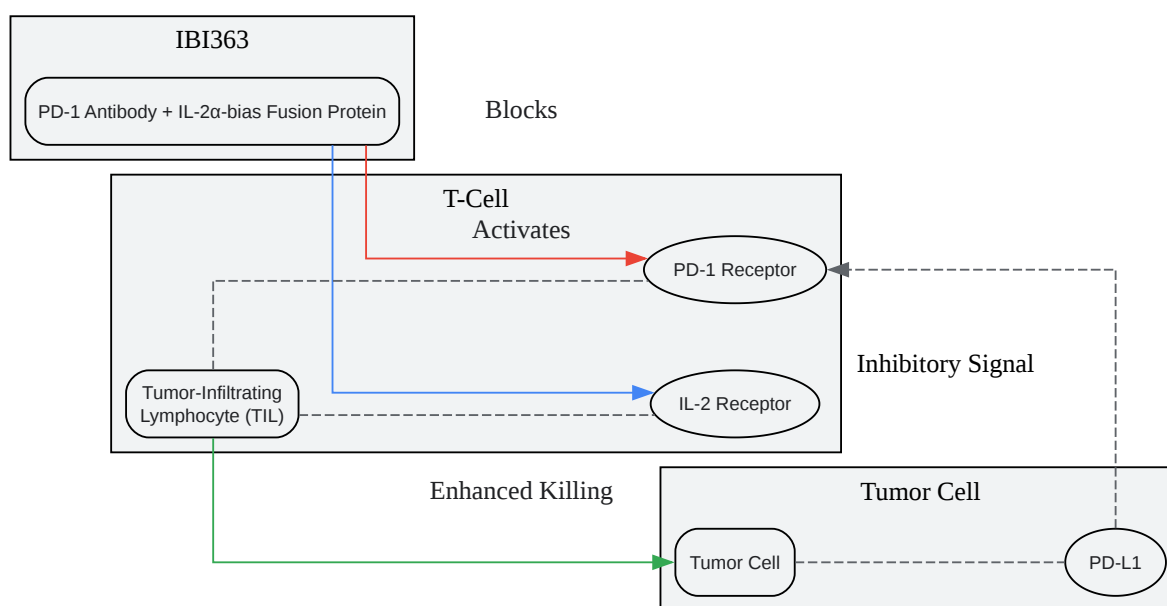 IBI363
PD-1 Antibody + IL-2α-bias Fusion Protein
Blocks
T-Cell
Activates
PD-1 Receptor
Inhibitory Signal
Tumor-Infiltrating
Lymphocyte (TIL)
IL-2 Receptor
Enhanced Killing
Tumor Cell
Tumor Cell
PD-L1